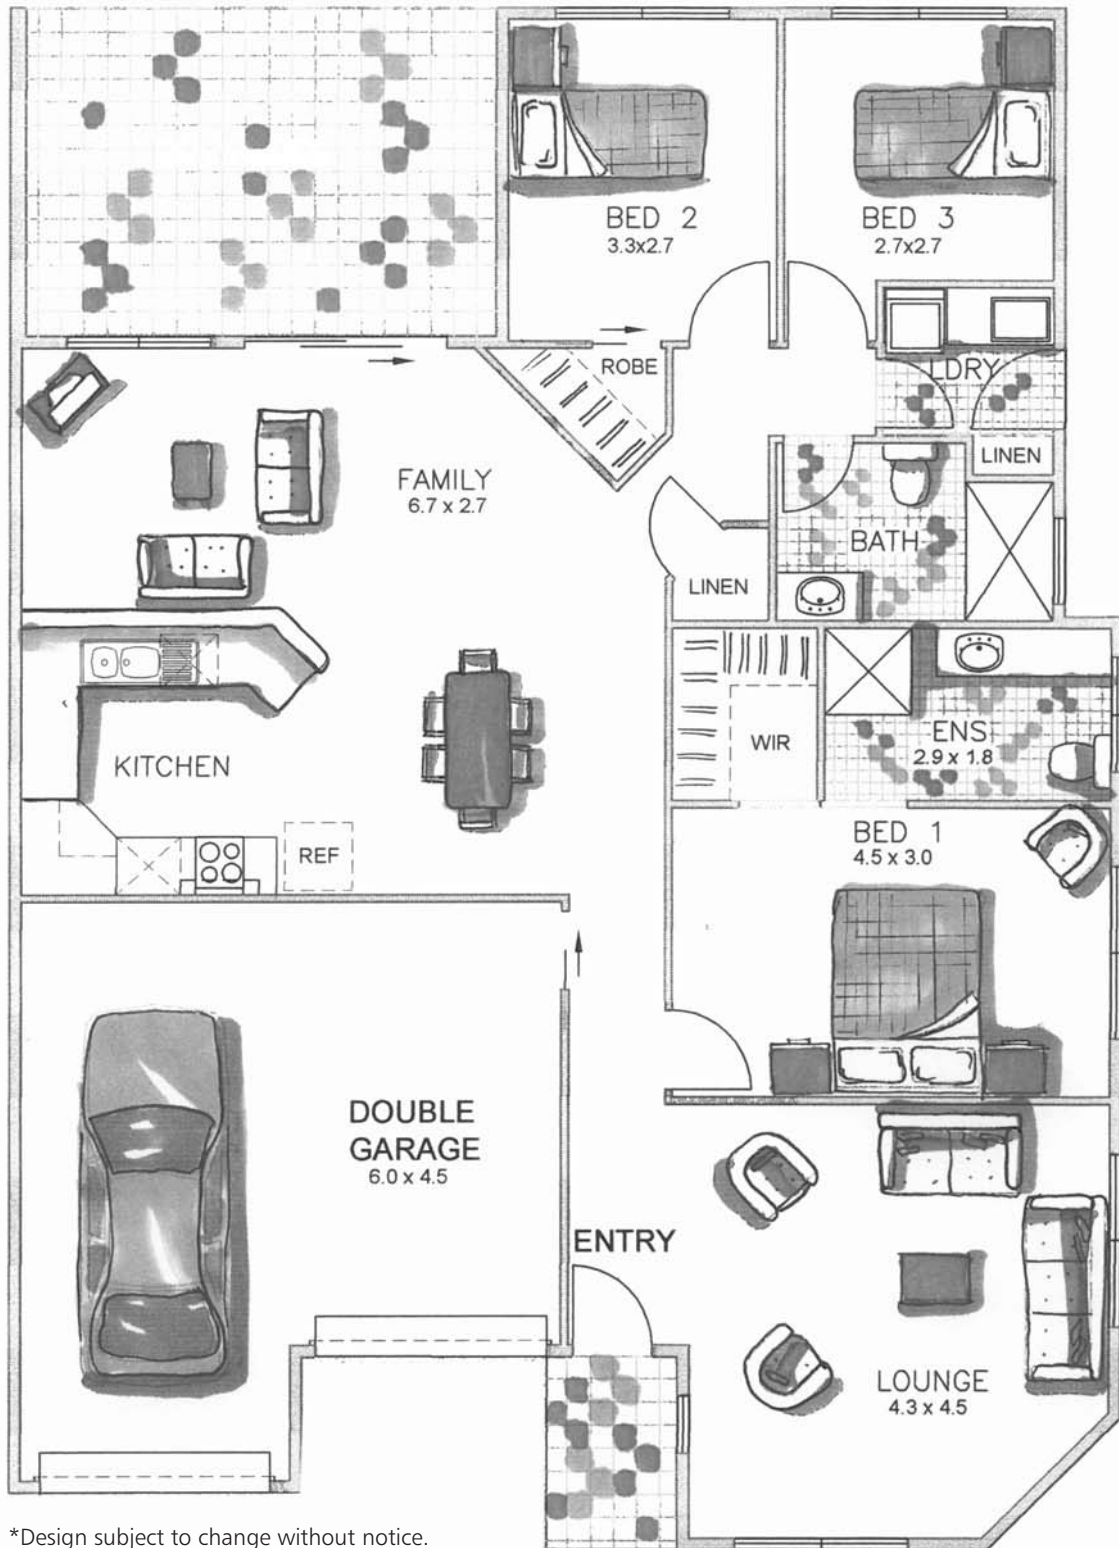 BED 2
3.3x2.7
BED 3
2.7x2.7
ROBE
LDRY
LINEN
FAMILY
6.7 x 2.7
BATH
LINEN
WIR
ENS
2.9 x 1.8
KITCHEN
REF
BED 1
4.5 x 3.0
DOUBLE
GARAGE
6.0 x 4.5
ENTRY
LOUNGE
4.3 x 4.5
*Design subject to change without notice.